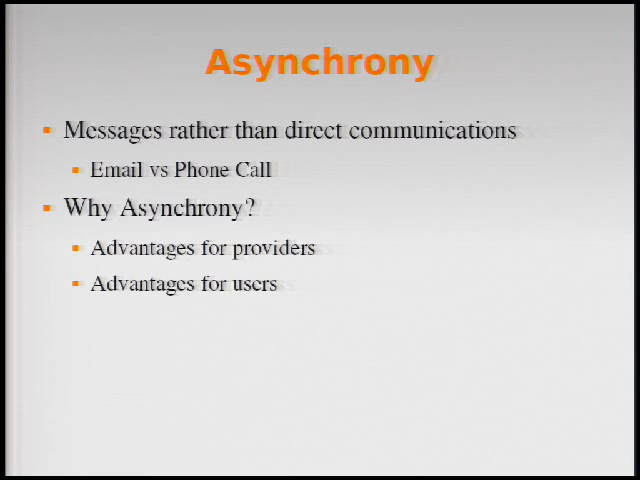 Asynchrony
Messages rather than direct communications
Email vs Phone Call
Why Asynchrony?
Advantages for providers
Advantages for users